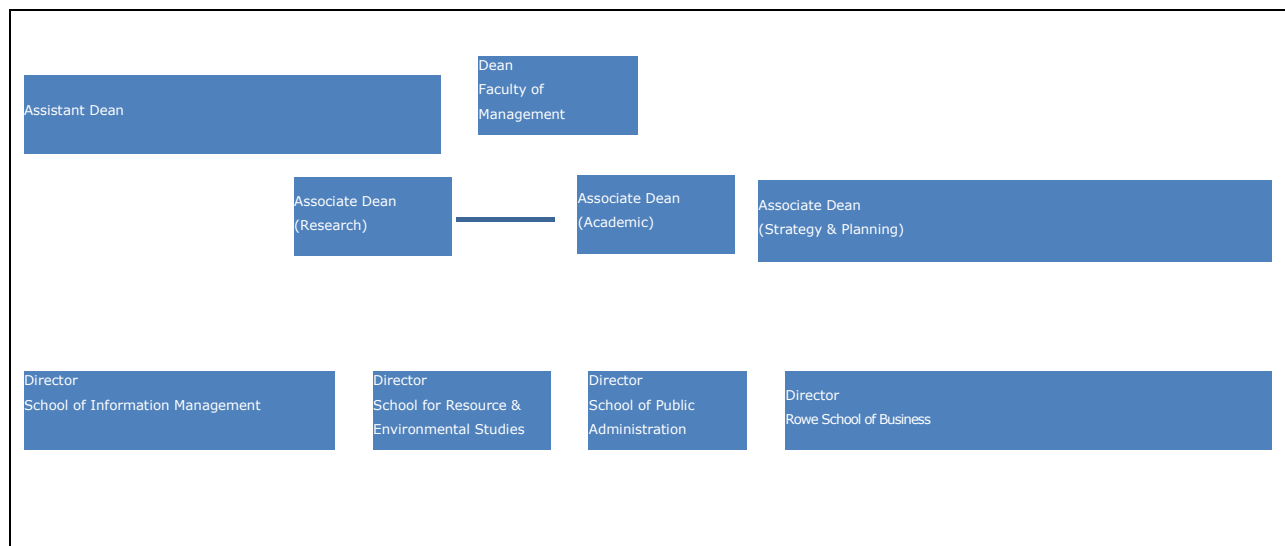 Dean
Faculty of
Management
Assistant Dean
Associate Dean
(Research)
Associate Dean
(Academic)
Associate Dean
(Strategy & Planning)
Director
School of Information Management
Director
School for Resource &
Environmental Studies
Director
School of Public
Administration
Director
Rowe School of Business